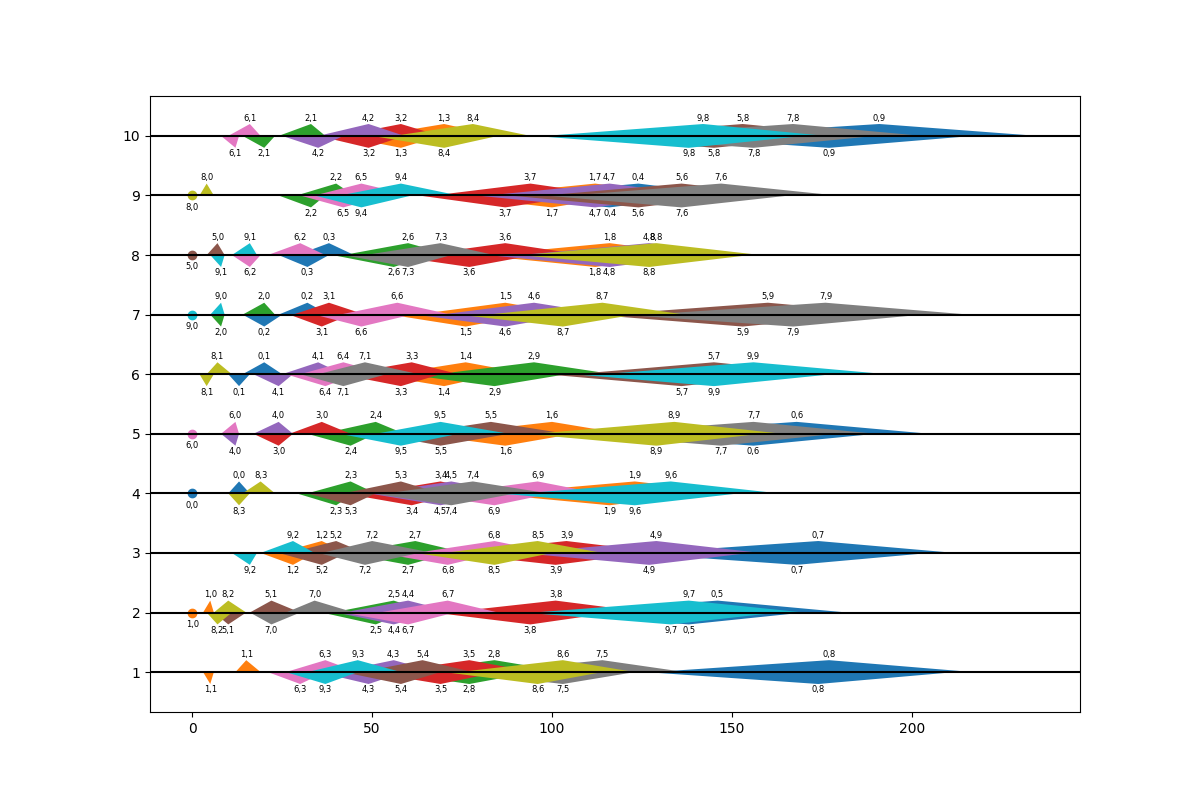 6,1 2,1 4,2 3,2 1,3 8,4 9,8 5,8 7,8 0,9
10
6,1 2,1 4,2 3,2 1,3 8,4 9,8 5,8 7,8 0,9
8,0 2,2 6,5 9,4 3,7 1,7 4,7 0,4 5,6 7,6
9
8,0 2,2 6,5 9,4 3,7 1,7 4,7 0,4 5,6 7,6
5,0 9,1 6,2 0,3 2,6 7,3 3,6 1,8 4,8 8,8
8
5,0 9,1 6,2 0,3 2,6 7,3 3,6 1,8 4,8 8,8
9,0 2,0 0,2 3,1 6,6 1,5 4,6 8,7 5,9 7,9
7
9,0 2,0 0,2 3,1 6,6 1,5 4,6 8,7 5,9 7,9
8,1 0,1 4,1 6,4 7,1 3,3 1,4 2,9 5,7 9,9
6
8,1 0,1 4,1 6,4 7,1 3,3 1,4 2,9 5,7 9,9
6,0 4,0 3,0 2,4 9,5 5,5 1,6 8,9 7,7 0,6
5
6,0 4,0 3,0 2,4 9,5 5,5 1,6 8,9 7,7 0,6
0,0 8,3 2,3 5,3 3,4 4,5 7,4 6,9 1,9 9,6
4
0,0 8,3 2,3 5,3 3,4 4,5 7,4 6,9 1,9 9,6
9,2 1,2 5,2 7,2 2,7 6,8 8,5 3,9 4,9 0,7
3
9,2 1,2 5,2 7,2 2,7 6,8 8,5 3,9 4,9 0,7
1,0 8,2 5,1 7,0 2,5 4,4 6,7 3,8 9,7 0,5
2
1,0 8,2 5,1 7,0 2,5 4,4 6,7 3,8 9,7 0,5
1,1 6,3 9,3 4,3 5,4 3,5 2,8 8,6 7,5 0,8
1
1,1 6,3 9,3 4,3 5,4 3,5 2,8 8,6 7,5 0,8
0 50 100 150 200